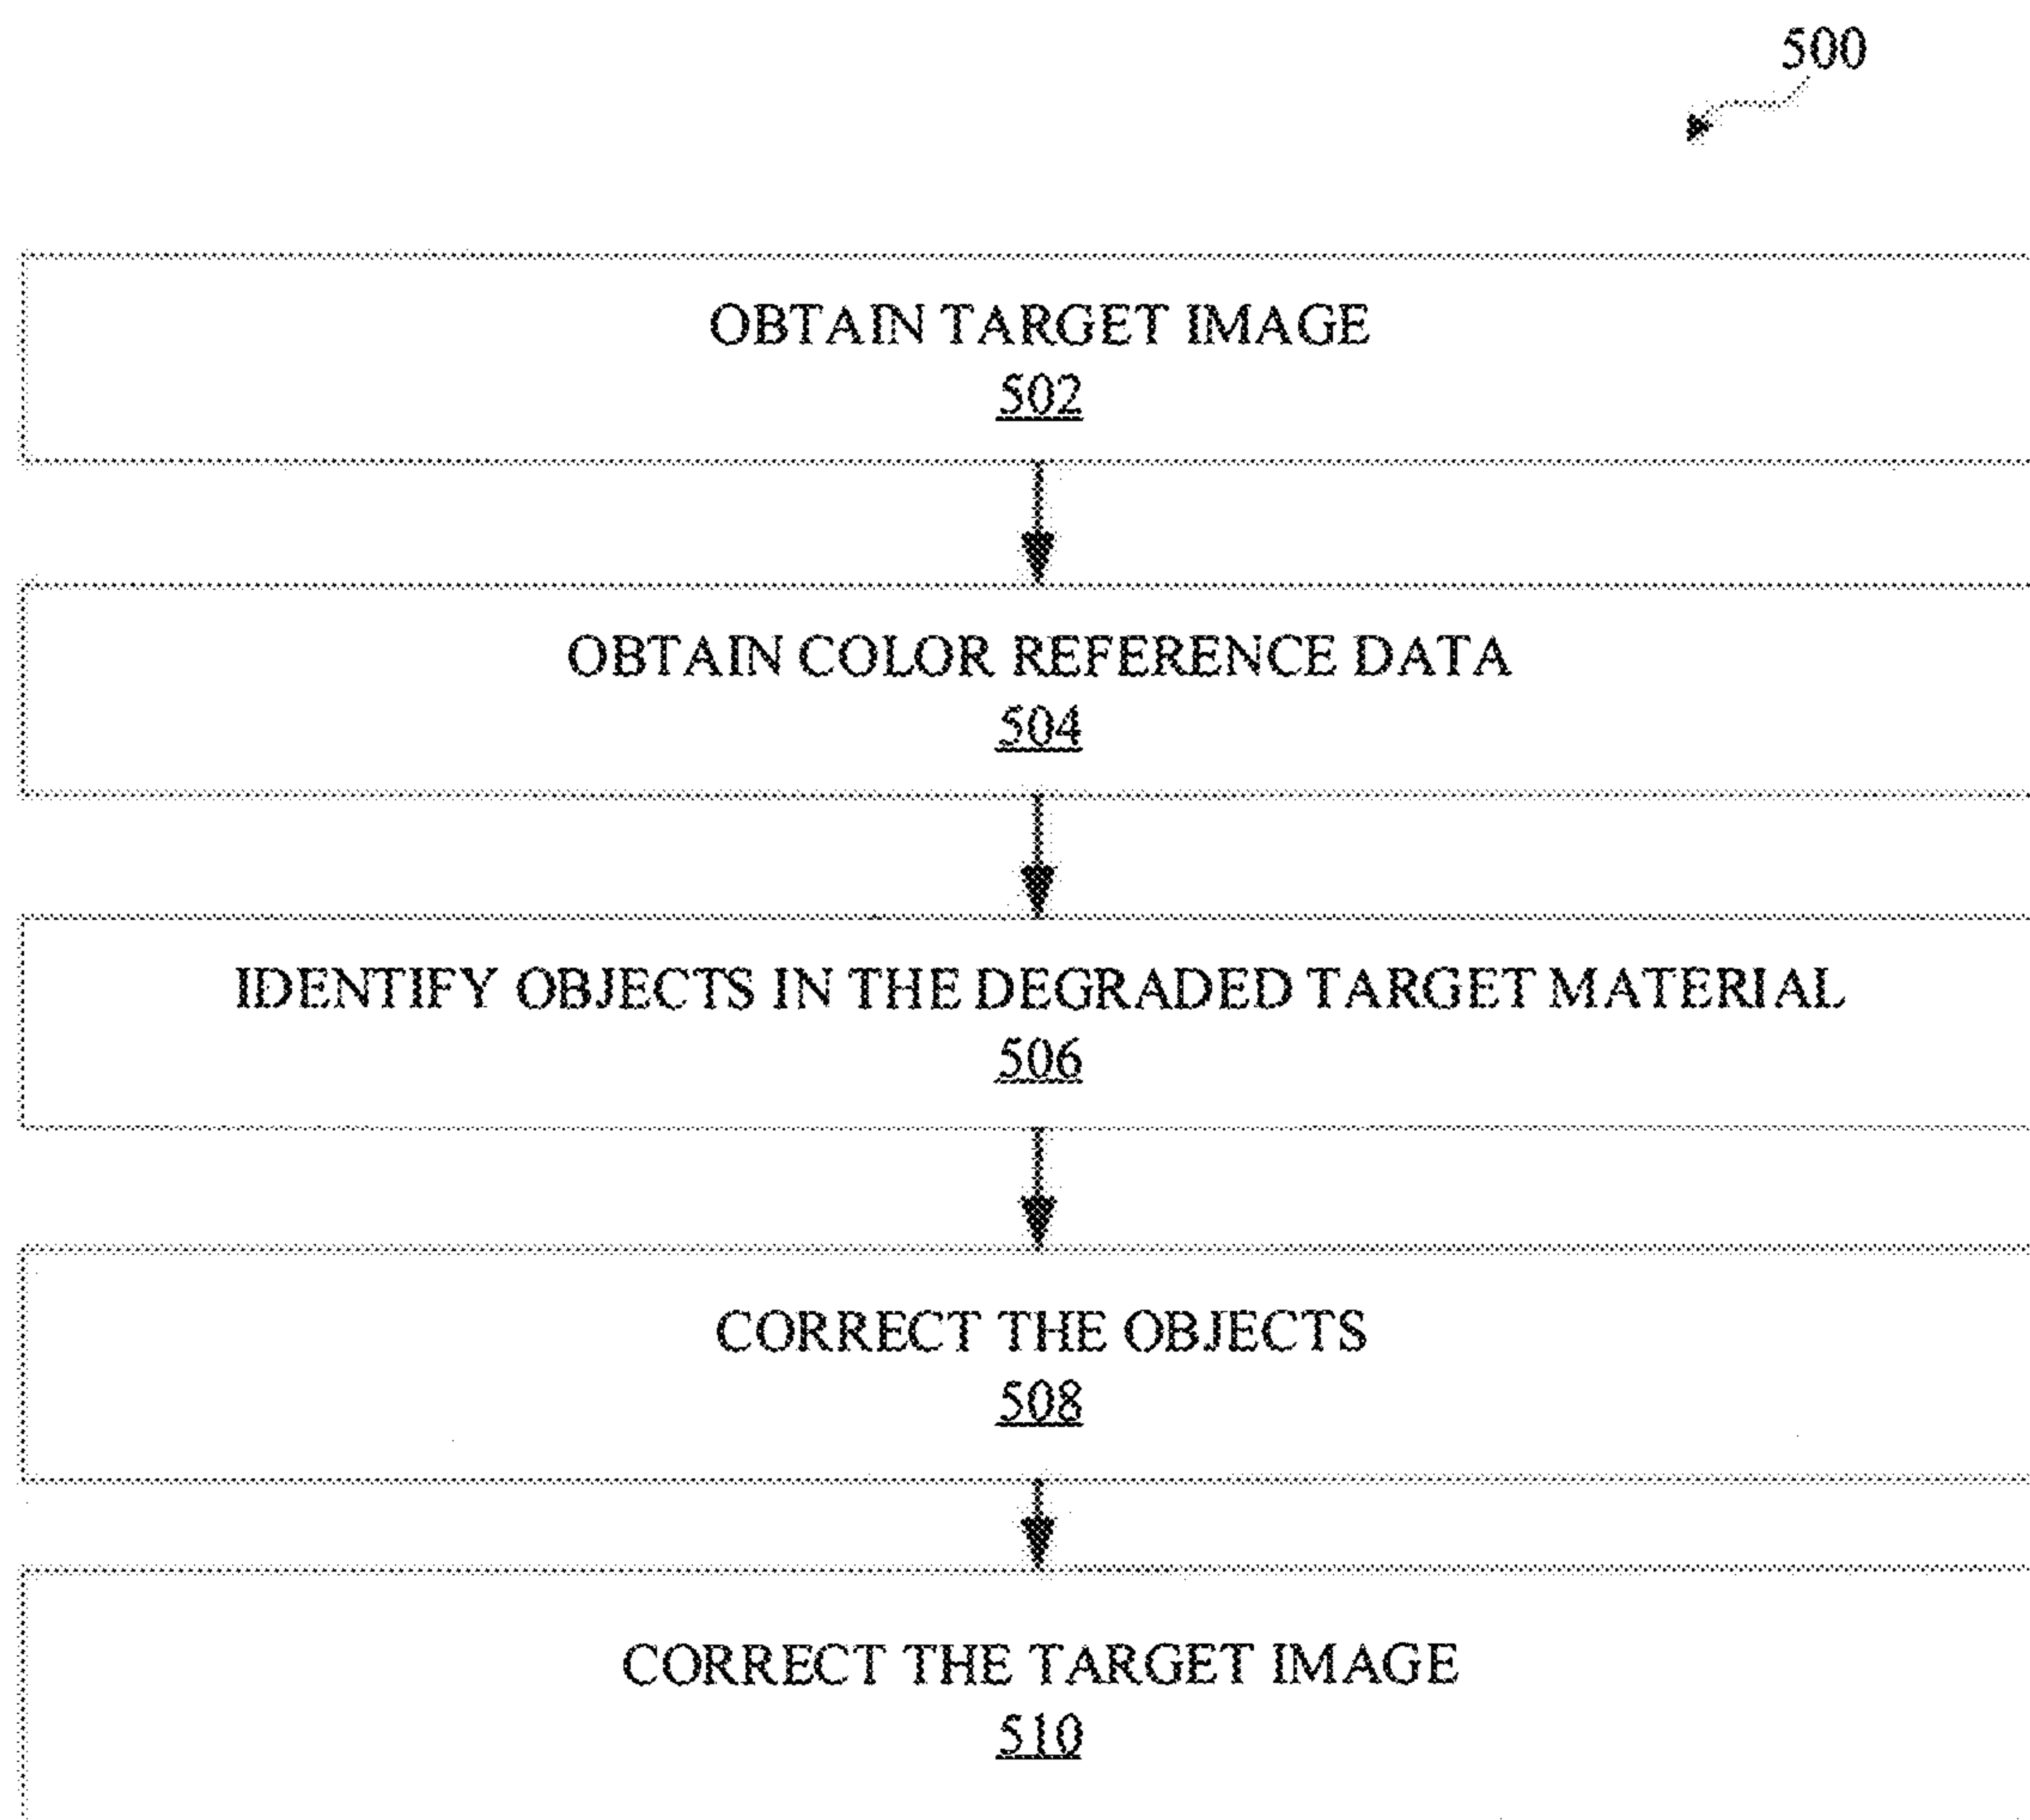 500
OBTAIN TARGET IMAGE
502
OBTAIN COLOR REFERENCE DATA
504
IDENTIFY OBJECTS IN THE DEGRADED TARGET MATERIAL
506
CORRECT THE OBJECTS
508
CORRECT THE TARGET IMAGE
510